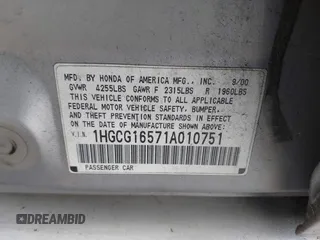 MFD. BY HONDA OF AMERICA MFG., INC. 8/00
GVWR 4255LBS GAWR F 2315LBS R 1960LBS
THIS VEHICLE CONFORMS TO ALL APPLICABLE
FEDERAL MOTOR VEHICLE SAFETY, BUMPER,
AND THEFT PREVENTION STANDARDS IN EFFECT
ON THE DATE OF MANUFACTURE SHOWN ABOVE.
V.I.N. 1HGCG16571A010751
PASSENGER CAR
DREAMBID